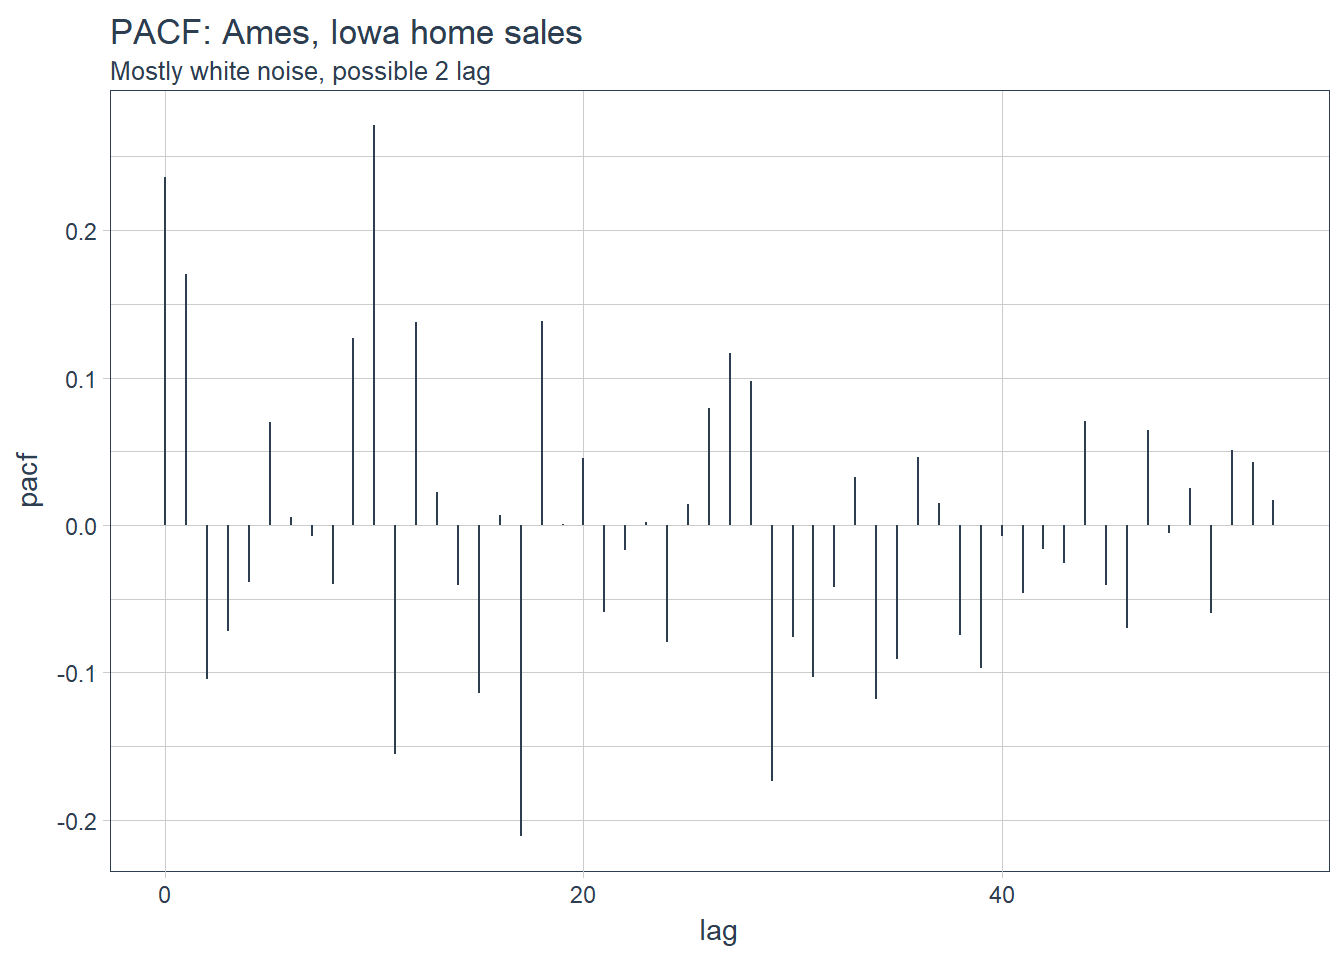 PACF: Ames, Iowa home sales
Mostly white noise, possible 2 lag
0.2
0.1
0.0
-0.1
-0.2
pacf
0 20 40
lag